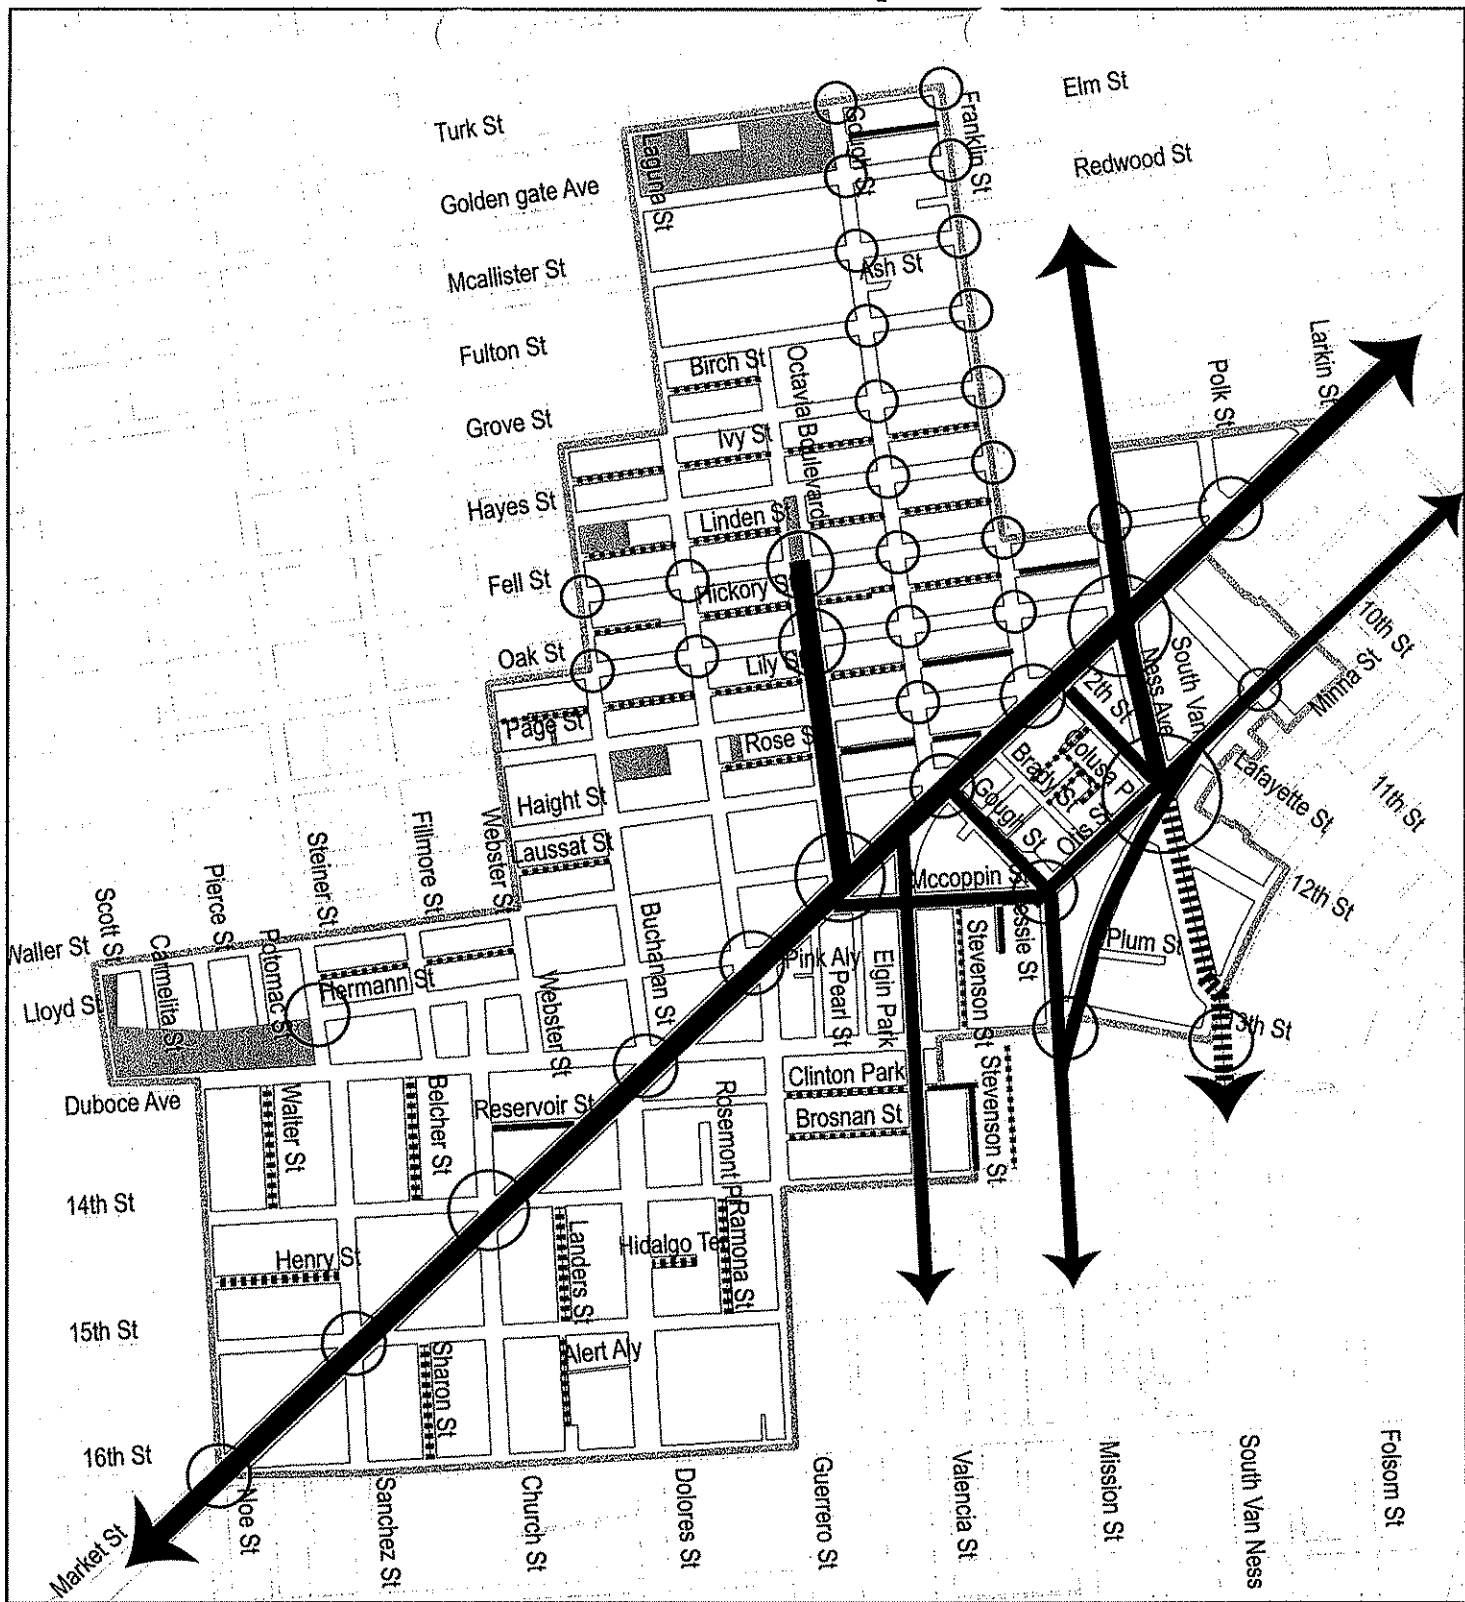 Elm St
Turk St
Franklin St
Gough St
Redwood St
Laguna St
Golden gate Ave
Mcallister St
Ash St
Fulton St
Birch St
Octavia Boulevard
Larkin St
Polk St
Grove St
Ivy St
Hayes St
Linden St
Fell St
Hickory St
10th St
Oak St
Lily St
Minna St
South Van
Ness Ave
2th St
Page St
Rose S
Colusa P
Brady St
Lafayette St
Haight St
Gough St
Otis S
11th St
Laussat St
Webster St
Fillmore St
Steiner St
Pierce St
Scott St
Mccoppin S
12th St
Waller St
Carmelita St
Potomac S
Buchanan St
Plum St
Jessie St
Stevenson St
Pink Aly
Elgin Park
Pearl St
Hermann St
Webster St
Lloyd St
3th St
Clinton Park
Stevenson St
Duboce Ave
Walter St
Belcher St
Reservoir St
Rosemont Pl
Brosnan St
14th St
Ramona St
Landers St
Hidalgo Te
Henry St
15th St
Sharon St
Alert Aly
16th St
Market St
Noe St
Sanchez St
Church St
Dolores St
Guerrero St
Valencia St
Mission St
South Van Ness
Folsom St